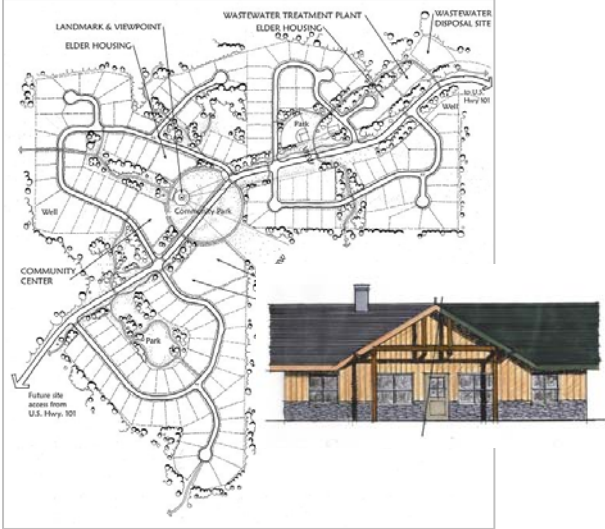 LANDMARK & VIEWPOINT
ELDER HOUSING
WASTEWATER TREATMENT PLANT
ELDER HOUSING
WASTEWATER
DISPOSAL SITE
to U.S.
Hwy 101
Well
Park
Well
Community Park
COMMUNITY
CENTER
Park
Future site
access from
U.S. Hwy. 101